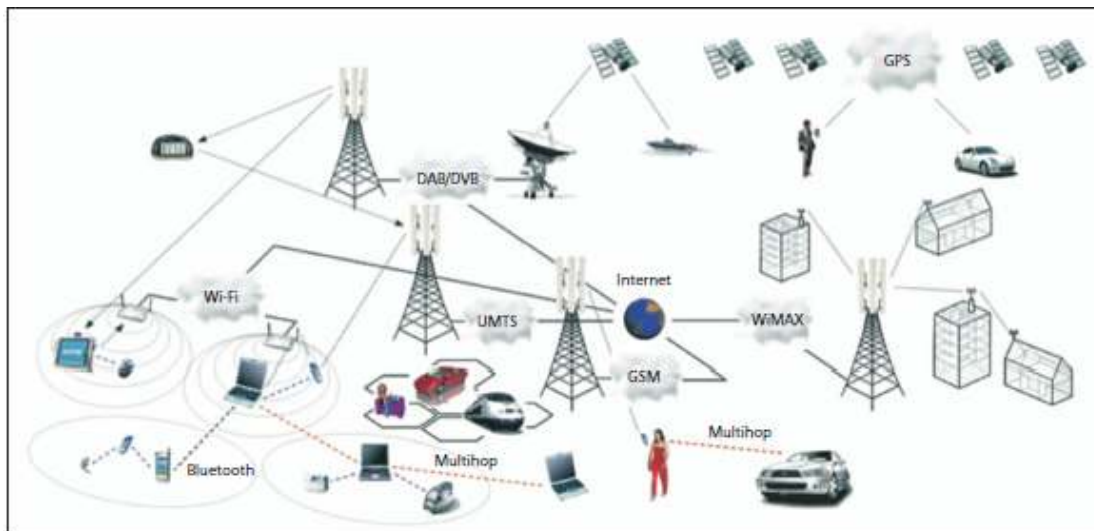 GPS
DAB/DVB
Internet
Wi-Fi
UMTS
WiMAX
GSM
Multihop
Multihop
Bluetooth